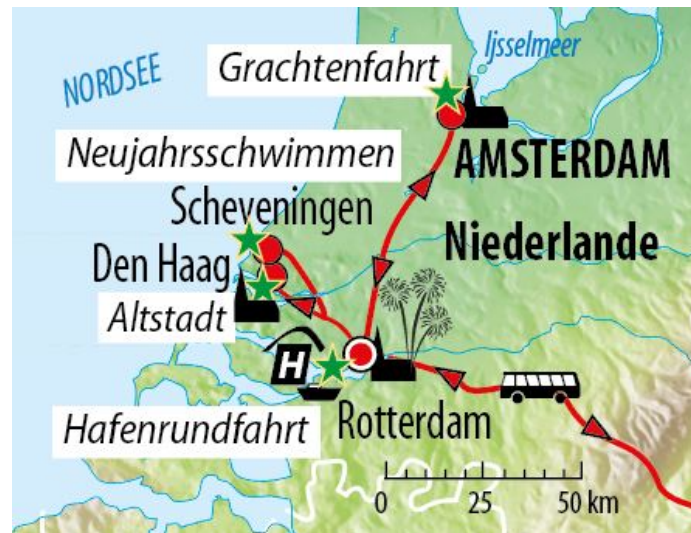 NORDSEE
Ijsselmeer
Grachtenfahrt
AMSTERDAM
Neujahrsschwimmen
Scheveningen
Niederlande
Den Haag
Altstadt
H
Hafenrundfahrt
Rotterdam
0 25 50 km